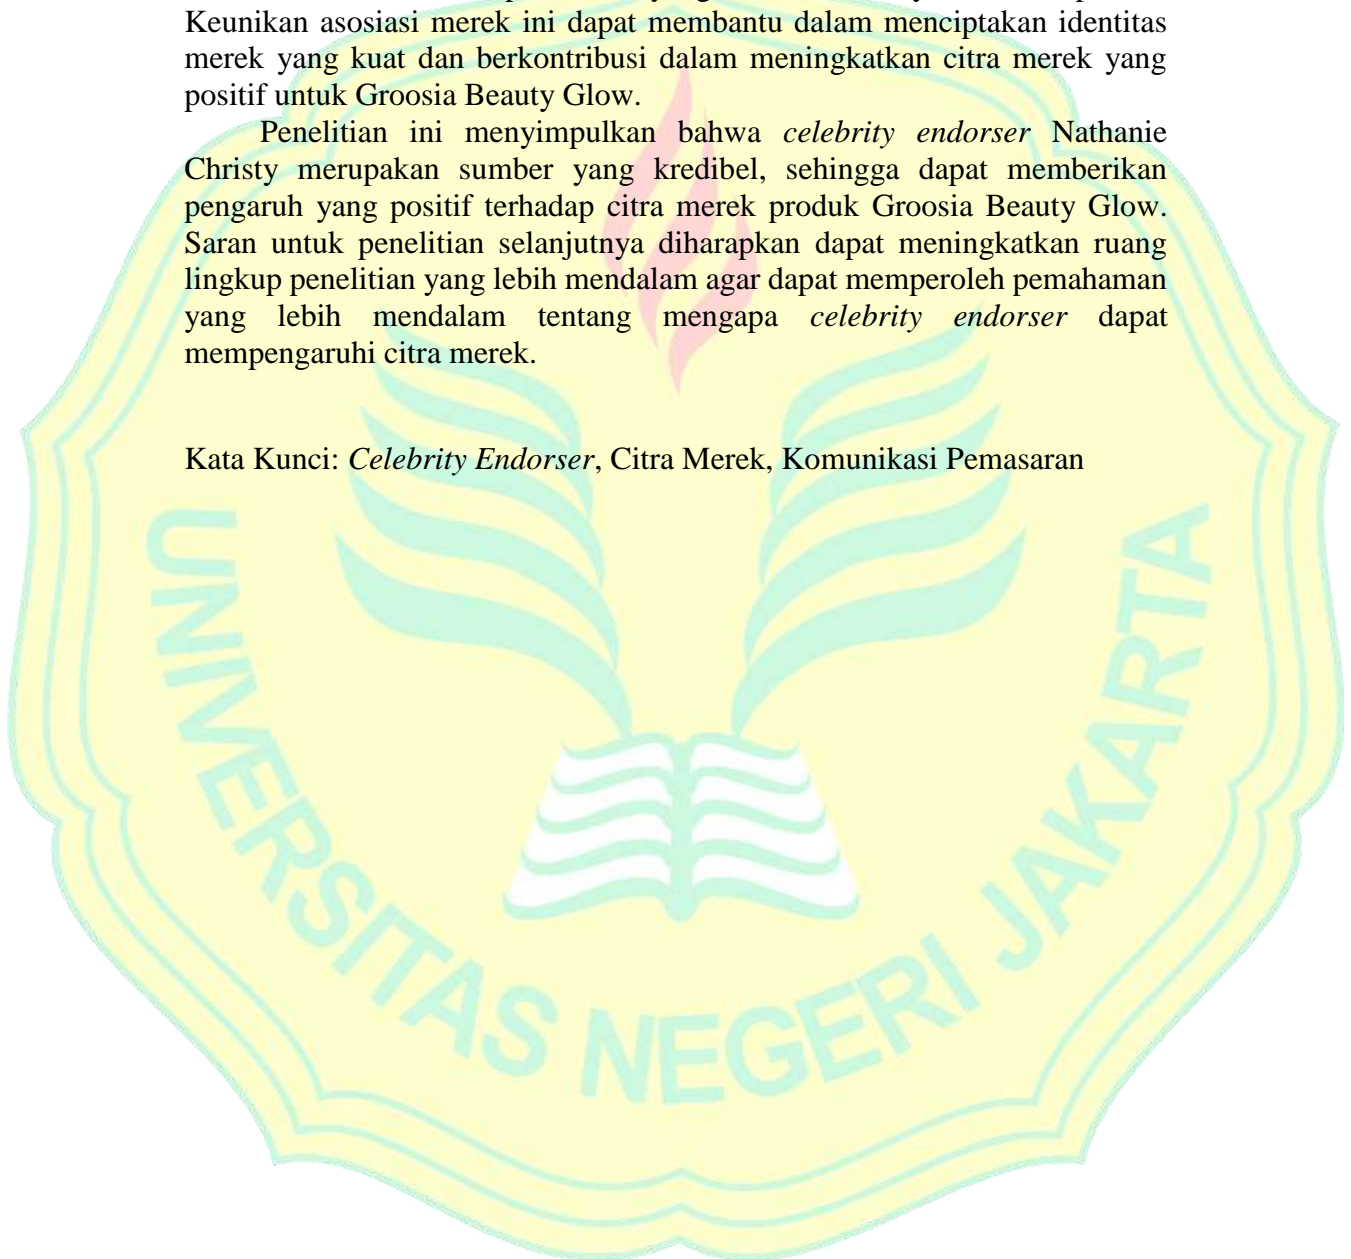 Keunikan asosiasi merek ini dapat membantu dalam menciptakan identitas
merek yang kuat dan berkontribusi dalam meningkatkan citra merek yang
positif untuk Groosia Beauty Glow.
Penelitian ini menyimpulkan bahwa celebrity endorser Nathanie
Christy merupakan sumber yang kredibel, sehingga dapat memberikan
pengaruh yang positif terhadap citra merek produk Groosia Beauty Glow.
Saran untuk penelitian selanjutnya diharapkan dapat meningkatkan ruang
lingkup penelitian yang lebih mendalam agar dapat memperoleh pemahaman
yang lebih mendalam tentang mengapa celebrity endorser dapat
mempengaruhi citra merek.
Kata Kunci: Celebrity Endorser, Citra Merek, Komunikasi Pemasaran
UNIVERSITAS NEGERI JAKARTA